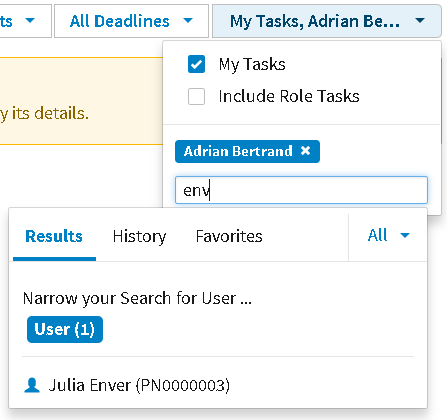 ts All Deadlines My Tasks, Adrian Be...
My Tasks
y its details.
Include Role Tasks
Adrian Bertrand ×
env
Results History Favorites All
Narrow your Search for User ...
User (1)
Julia Enver (PN0000003)